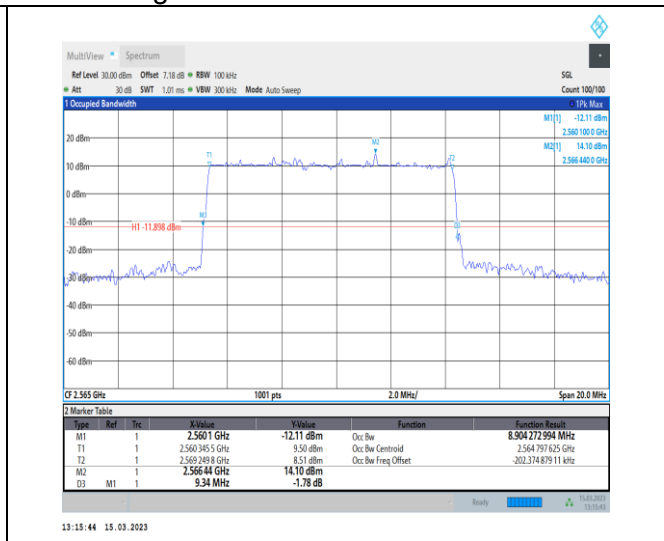 MultiView Spectrum
Ref Level 30.00 dBm Offset 7.18 dB RBW 100 kHz SGL
Att 30 dB SWT 1.01 ms VBW 300 kHz Mode Auto Sweep Count 100/100
1 Occupied Bandwidth 1Pk Max
M1[1] -12.11 dBm
2.560 100 0 GHz
M2[1] 14.10 dBm
2.566 440 0 GHz
20 dBm
M2
T1
T2
10 dBm
0 dBm
M1
-10 dBm
H1 -11.898 dBm
D3
-20 dBm
-30 dBm
-40 dBm
-50 dBm
-60 dBm
CF 2.565 GHz 1001 pts 2.0 MHz/ Span 20.0 MHz
2 Marker Table
Type Ref Trc X-Value Y-Value Function Function Result
M1 1 2.5601 GHz -12.11 dBm Occ Bw 8.904 272 994 MHz
T1 1 2.560 345 5 GHz 9.50 dBm Occ Bw Centroid 2.564 797 625 GHz
T2 1 2.569 249 8 GHz 8.51 dBm Occ Bw Freq Offset -202.374 879 11 kHz
M2 1 2.566 44 GHz 14.10 dBm
D3 M1 1 9.34 MHz -1.78 dB
Ready 15.03.2023
13:15:43
13:15:44 15.03.2023